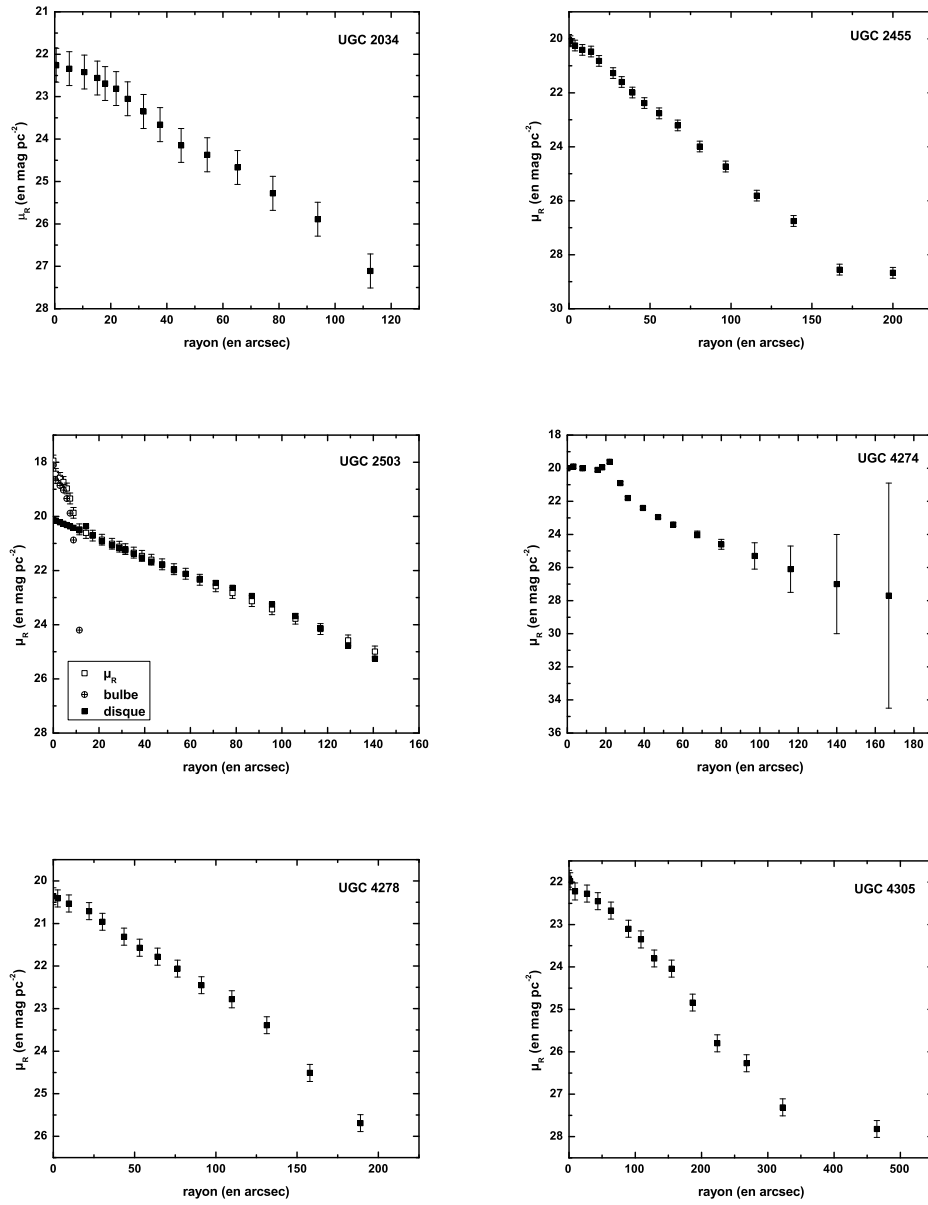 UGC 2034
21
22
23
24
25
26
27
28
0 20 40 60 80 100 120
μR (en mag pc-2)
rayon (en arcsec)
UGC 2455
20
22
24
26
28
30
0 50 100 150 200
μR (en mag pc-2)
rayon (en arcsec)
UGC 2503
18
20
22
24
26
28
0 20 40 60 80 100 120 140 160
μR (en mag pc-2)
rayon (en arcsec)
μR
bulbe
disque
UGC 4274
18
20
22
24
26
28
30
32
34
36
0 20 40 60 80 100 120 140 160 180
μR (en mag pc-2)
rayon (en arcsec)
UGC 4278
20
21
22
23
24
25
26
0 50 100 150 200
μR (en mag pc-2)
rayon (en arcsec)
UGC 4305
22
23
24
25
26
27
28
0 100 200 300 400 500
μR (en mag pc-2)
rayon (en arcsec)